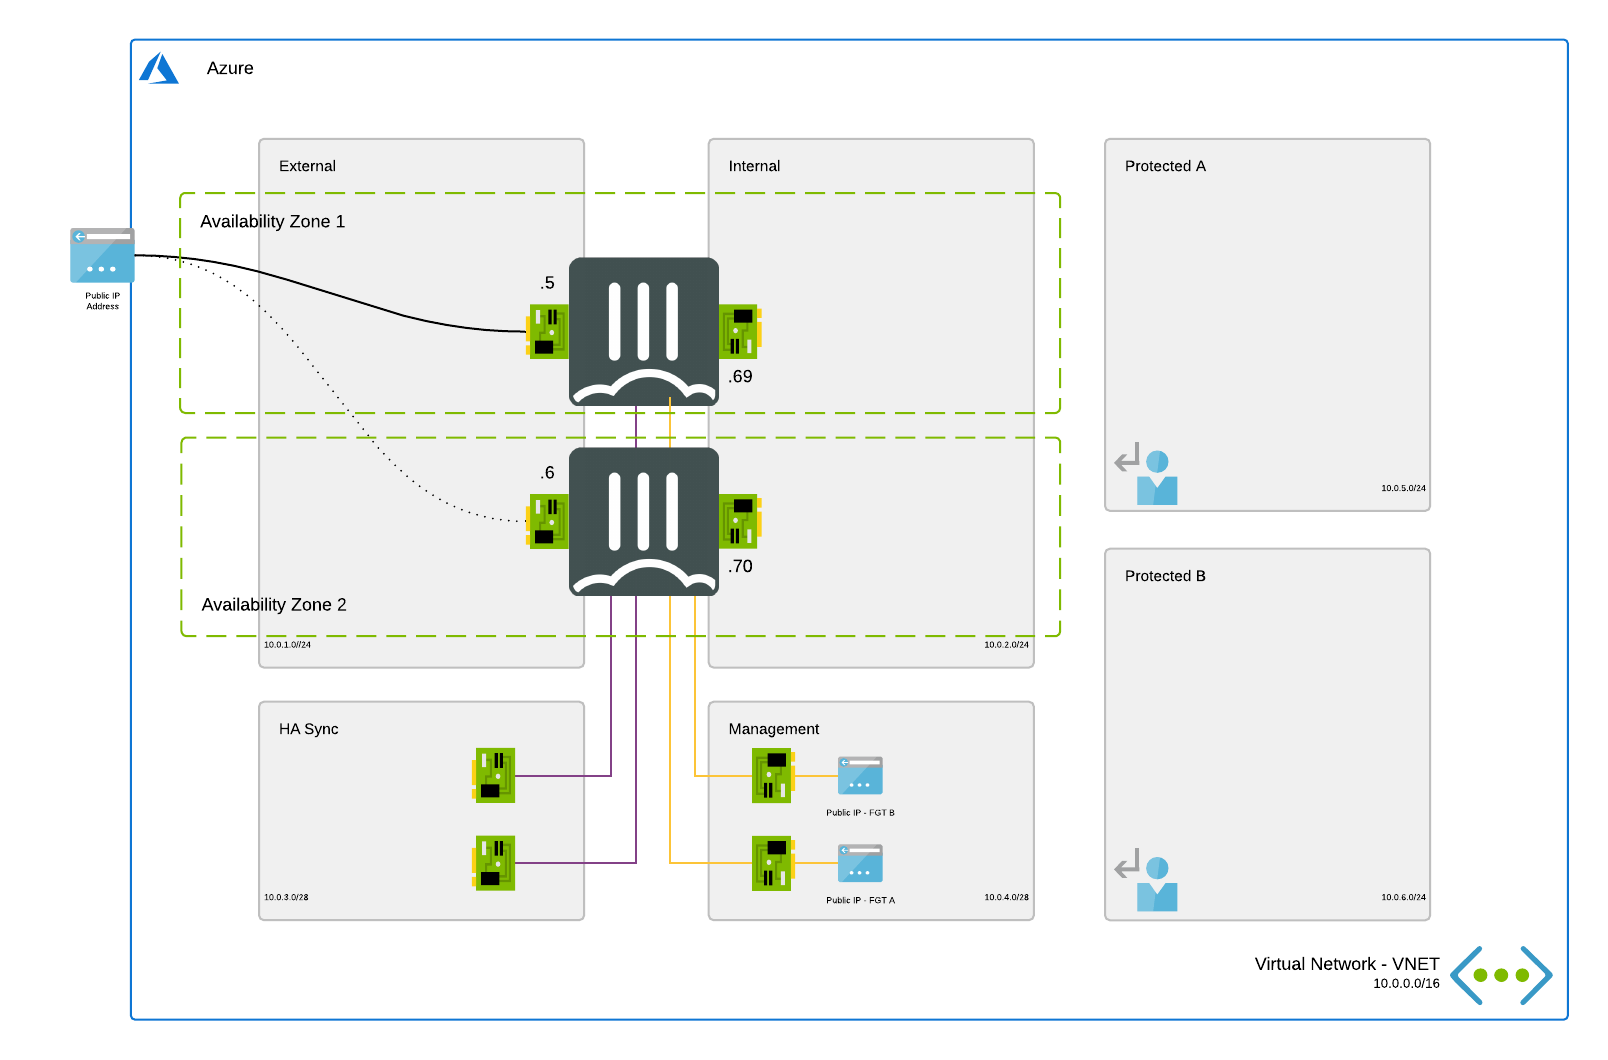 Azure
External
Internal
Protected A
Availability Zone 1
Public IP
Address
.5
.69
.6
.70
10.0.5.0/24
Protected B
Availability Zone 2
10.0.1.0//24
10.0.2.0/24
HA Sync
Management
Public IP - FGT B
Public IP - FGT A
10.0.3.0/28
10.0.4.0/28
10.0.6.0/24
Virtual Network - VNET
10.0.0.0/16